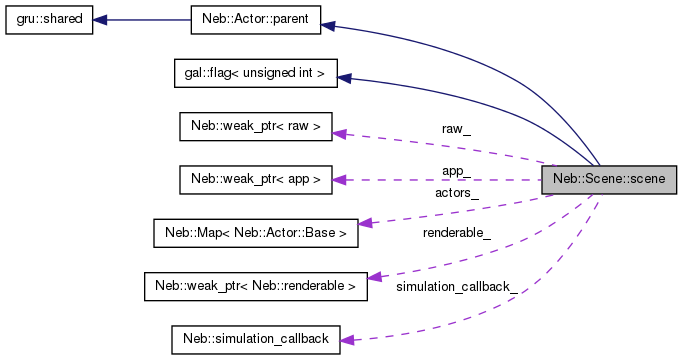 gru::shared
Neb::Actor::parent
gal::flag< unsigned int >
Neb::weak_ptr< raw >
raw_
Neb::weak_ptr< app >
app_
Neb::Scene::scene
actors_
Neb::Map< Neb::Actor::Base >
renderable_
Neb::weak_ptr< Neb::renderable >
simulation_callback_
Neb::simulation_callback